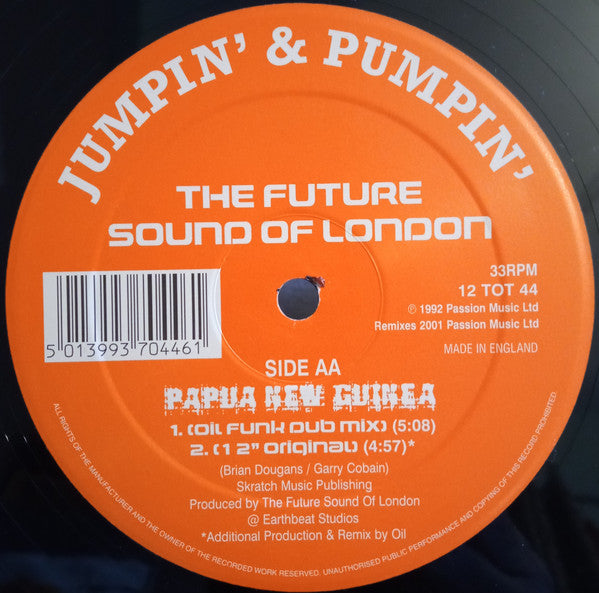 JUMPIN' & PUMPIN'
THE FUTURE
SOUND OF LONDON
33RPM
12 TOT 44
℗ 1992 Passion Music Ltd
Remixes 2001 Passion Music Ltd
MADE IN ENGLAND
5 013993 704461
SIDE AA
PAPUA NEW GUINEA
1. (OIL FUNK DUB MIX) (5:08)
2. (12" ORIGINAL) (4:57)*
(Brian Dougans / Garry Cobain)
Skratch Music Publishing
Produced by The Future Sound Of London
@ Earthbeat Studios
*Additional Production & Remix by Oil
ALL RIGHTS OF THE MANUFACTURER AND THE OWNER OF THE RECORDED WORK RESERVED. UNAUTHORISED PUBLIC PERFORMANCE AND COPYING OF THIS RECORD PROHIBITED.